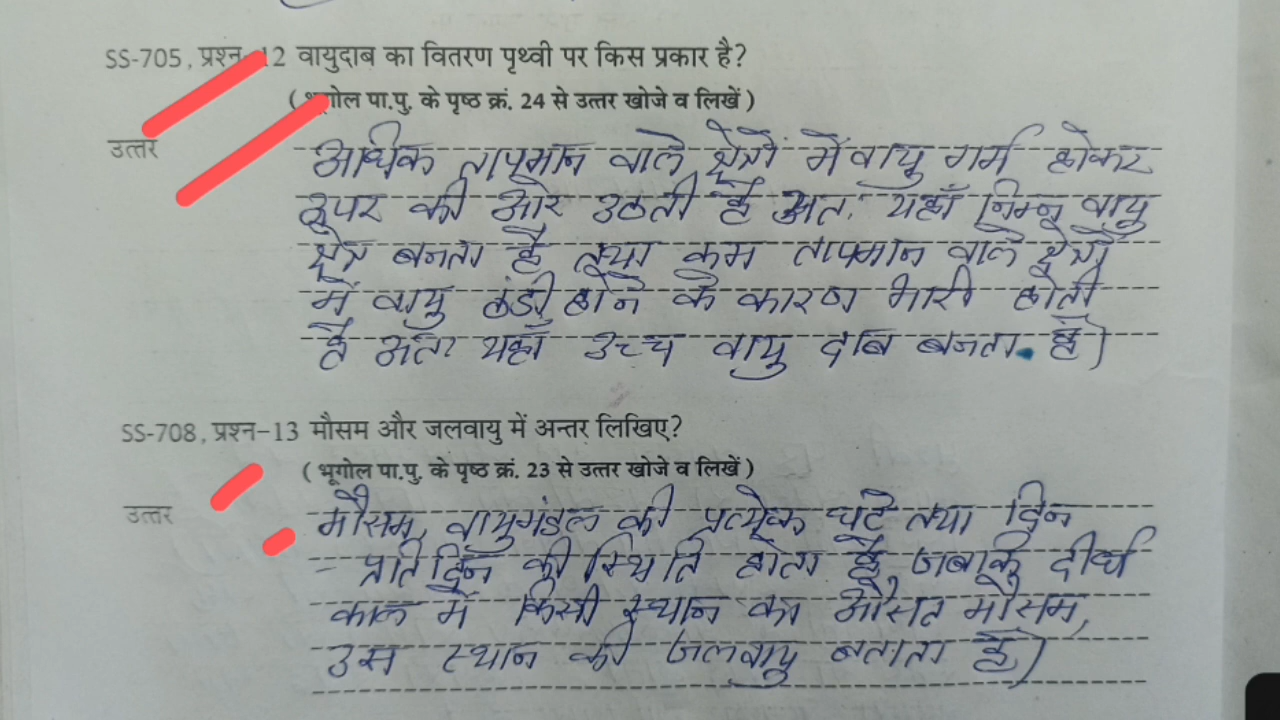 SS-705, प्रश्न-12 वायुदाब का वितरण पृथ्वी पर किस प्रकार है?
(भूगोल पा.पु. के पृष्ठ क्रं. 24 से उत्तर खोजे व लिखें)
उत्तर
अधिक तापमान वाले क्षेत्रों में वायु गर्म होकर
ऊपर की ओर उठती है अतः यहाँ निम्न वायु
क्षेत्र बनता है तथा कम तापमान वाले क्षेत्रों
में वायु ठंडी होने के कारण भारी होती
है अतः यहाँ उच्च वायु दाब बनता है।
SS-708, प्रश्न-13 मौसम और जलवायु में अन्तर लिखिए?
(भूगोल पा.पु. के पृष्ठ क्रं. 23 से उत्तर खोजे व लिखें)
उत्तर
मौसम, वायुमंडल की प्रत्येक घंटे तथा दिन
- प्रति दिन की स्थिति होता है, जबकि दीर्घ
काल में किसी स्थान का औसत मौसम,
उस स्थान की जलवायु बताता है।